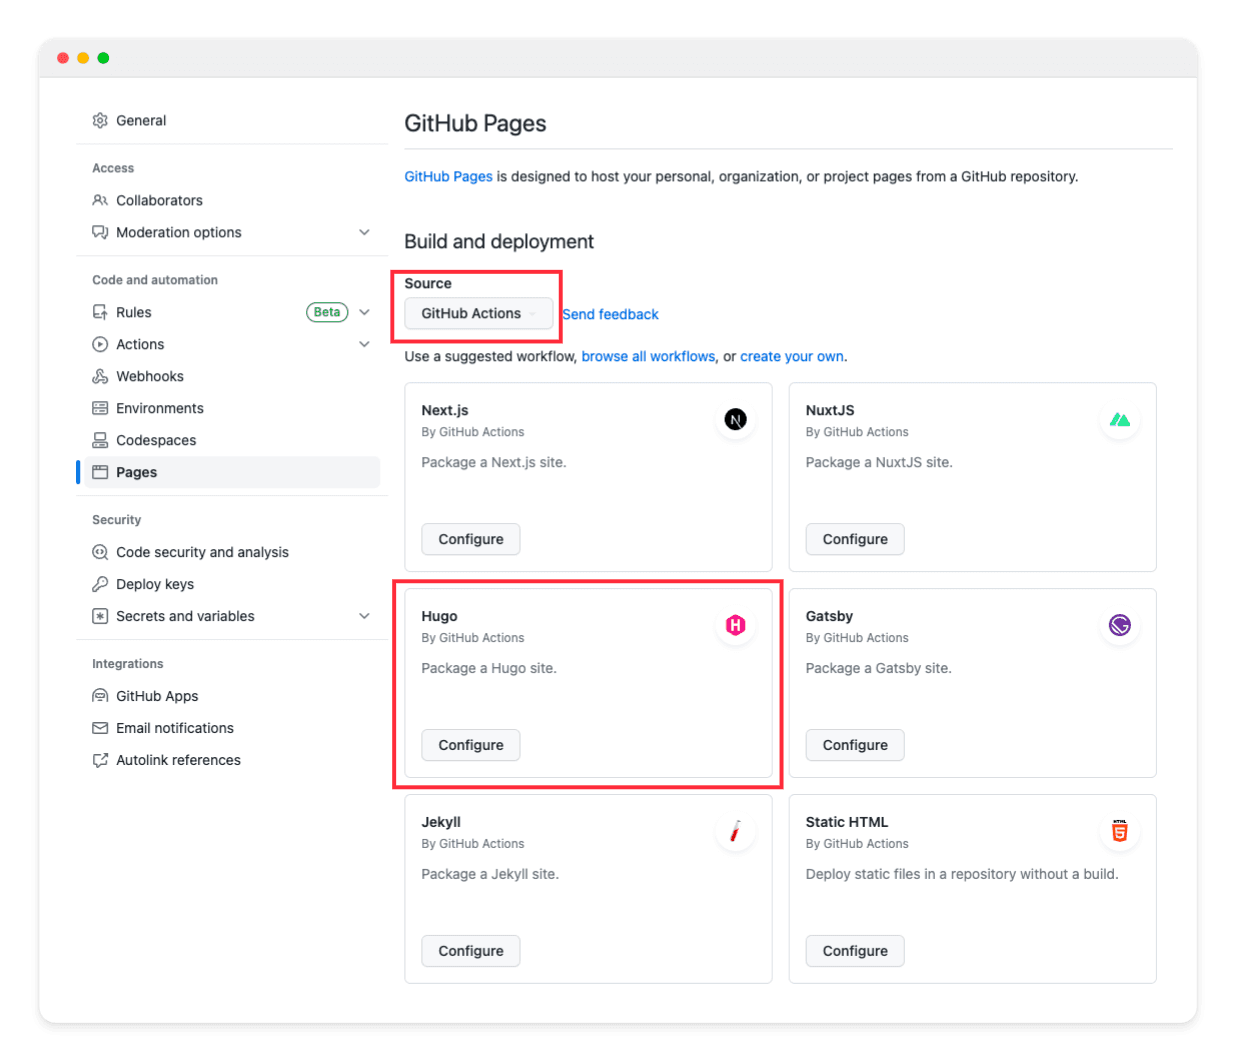 General
Access
Collaborators
Moderation options
Code and automation
Rules Beta
Actions
Webhooks
Environments
Codespaces
Pages
Security
Code security and analysis
Deploy keys
Secrets and variables
Integrations
GitHub Apps
Email notifications
Autolink references
GitHub Pages
GitHub Pages is designed to host your personal, organization, or project pages from a GitHub repository.
Build and deployment
Source
GitHub Actions Send feedback
Use a suggested workflow, browse all workflows, or create your own.
Next.js
By GitHub Actions
Package a Next.js site.
Configure
N
NuxtJS
By GitHub Actions
Package a NuxtJS site.
Configure
Hugo
By GitHub Actions
Package a Hugo site.
Configure
H
Gatsby
By GitHub Actions
Package a Gatsby site.
Configure
G
Jekyll
By GitHub Actions
Package a Jekyll site.
Configure
Static HTML
By GitHub Actions
Deploy static files in a repository without a build.
Configure
HTML
5